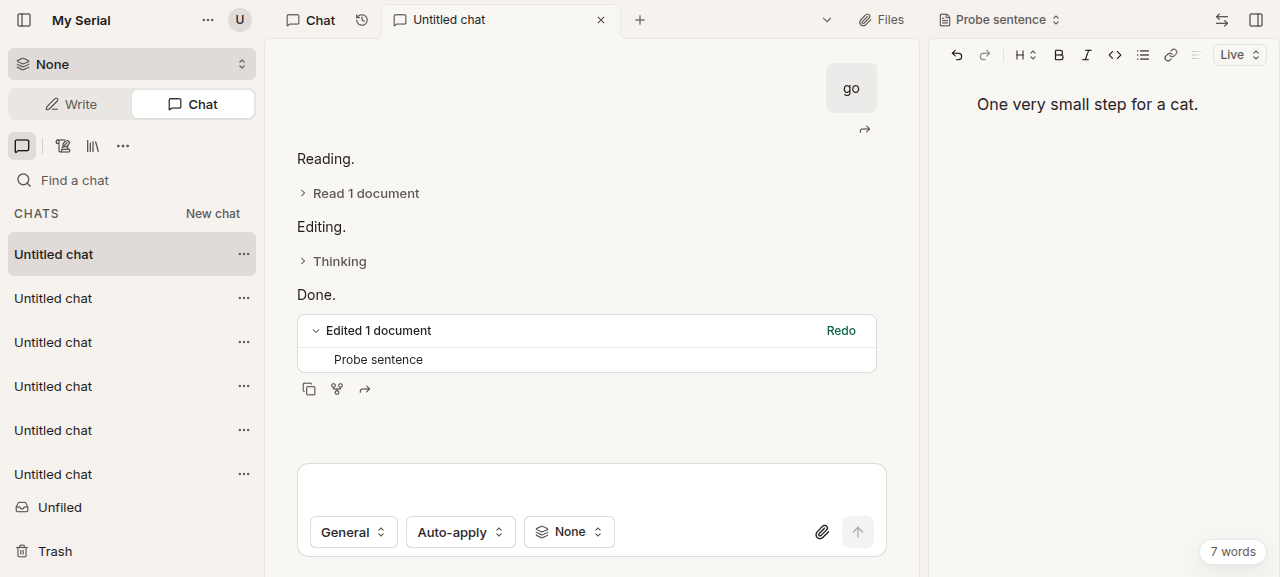 My Serial
U
None
Write
Chat
Find a chat
CHATS
New chat
Untitled chat
Untitled chat
Untitled chat
Untitled chat
Untitled chat
Untitled chat
Unfiled
Trash
Chat
Untitled chat
Files
go
Reading.
Read 1 document
Editing.
Thinking
Done.
Edited 1 document
Redo
Probe sentence
General
Auto-apply
None
Probe sentence
H
B
I
Live
One very small step for a cat.
7 words